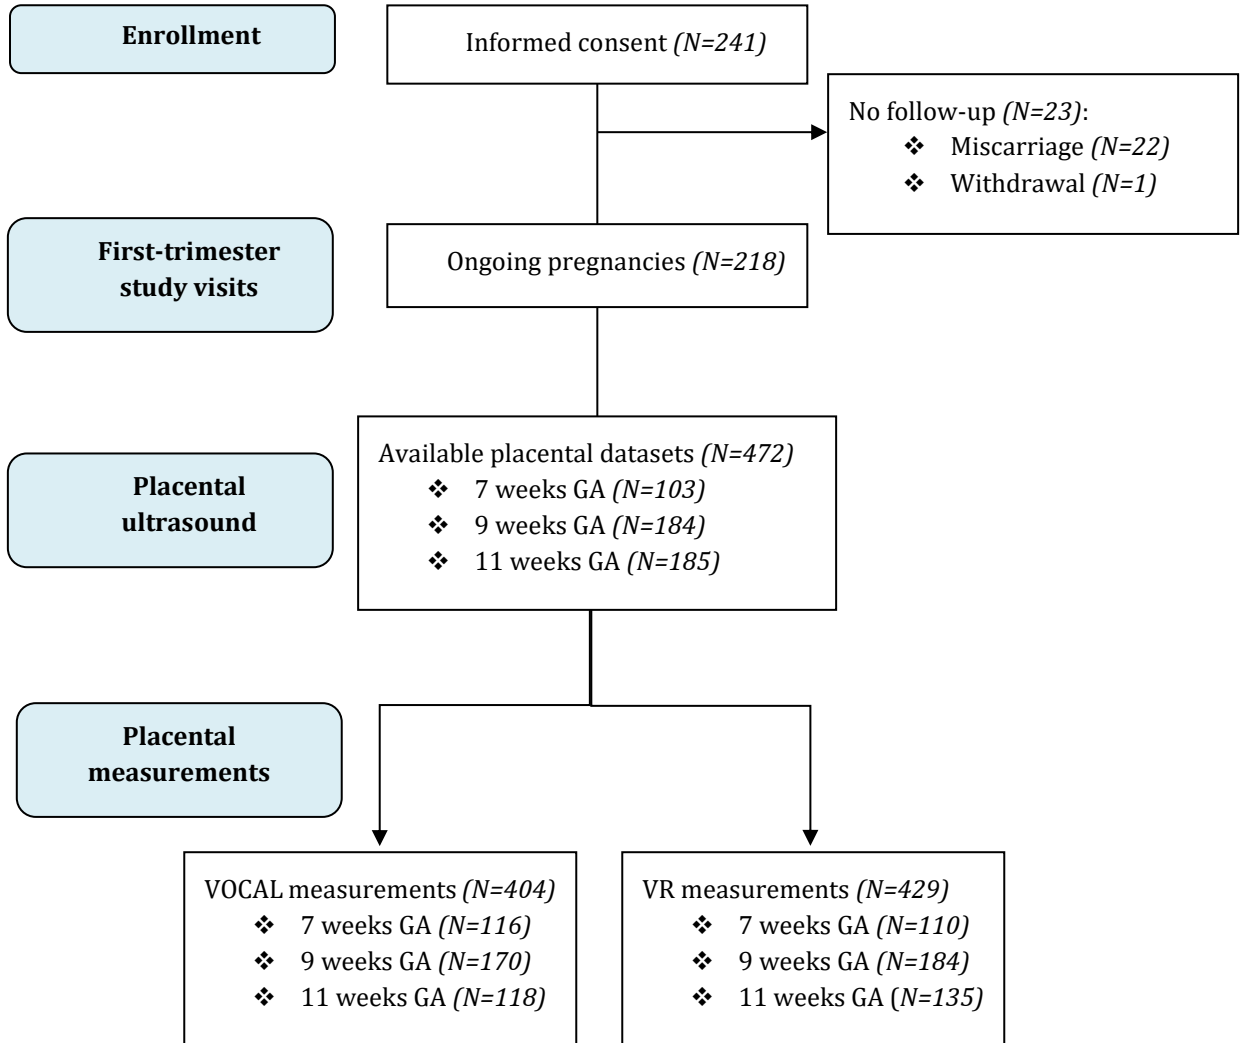 Enrollment
Informed consent (N=241)
No follow-up (N=23):
❖ Miscarriage (N=22)
❖ Withdrawal (N=1)
First-trimester
study visits
Ongoing pregnancies (N=218)
Placental
ultrasound
Available placental datasets (N=472)
❖ 7 weeks GA (N=103)
❖ 9 weeks GA (N=184)
❖ 11 weeks GA (N=185)
Placental
measurements
VOCAL measurements (N=404)
❖ 7 weeks GA (N=116)
❖ 9 weeks GA (N=170)
❖ 11 weeks GA (N=118)
VR measurements (N=429)
❖ 7 weeks GA (N=110)
❖ 9 weeks GA (N=184)
❖ 11 weeks GA (N=135)